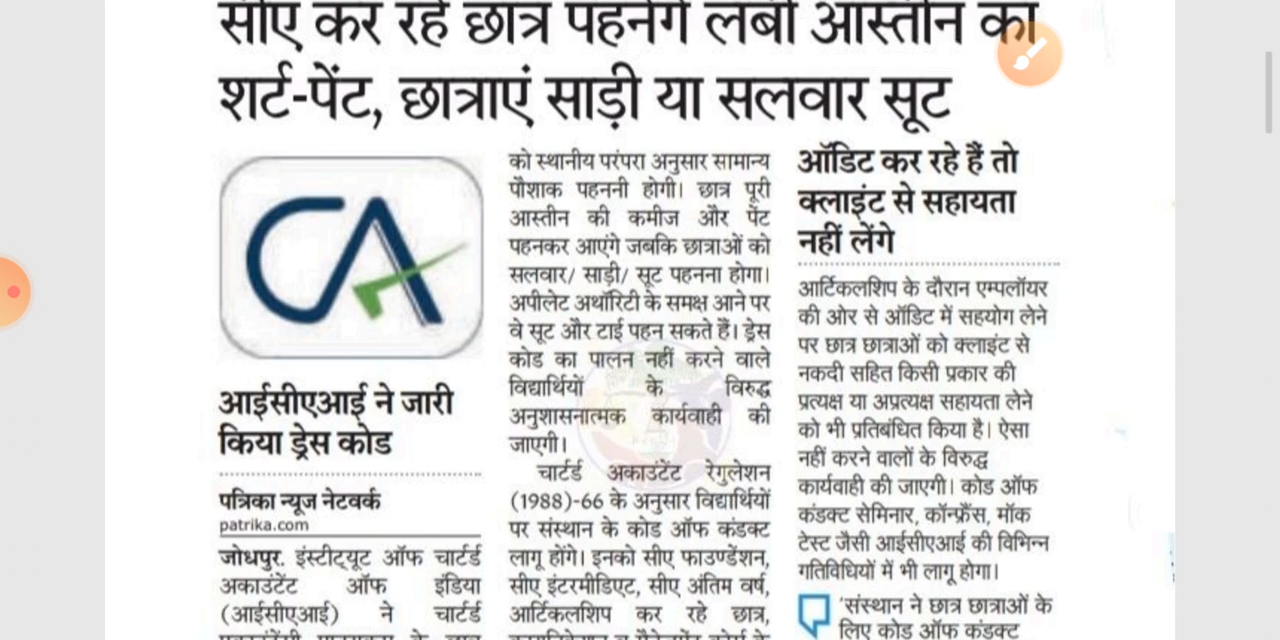 सीए कर रहे छात्र पहनेंगे लंबी आस्तीन की
शर्ट-पेंट, छात्राएं साड़ी या सलवार सूट
CA
आईसीएआई ने जारी
किया ड्रेस कोड
पत्रिका न्यूज नेटवर्क
patrika.com
जोधपुर. इंस्टीट्यूट ऑफ चार्टर्ड
अकाउंटेंट ऑफ इंडिया
(आईसीएआई) ने चार्टर्ड
को स्थानीय परंपरा अनुसार सामान्य
पौशाक पहननी होगी। छात्र पूरी
आस्तीन की कमीज और पेंट
पहनकर आएंगे जबकि छात्राओं को
सलवार/ साड़ी/ सूट पहनना होगा।
अपीलेट अथॉरिटी के समक्ष आने पर
वे सूट और टाई पहन सकते हैं। ड्रेस
कोड का पालन नहीं करने वाले
विद्यार्थियों के विरुद्ध
अनुशासनात्मक कार्यवाही की
जाएगी।
चार्टर्ड अकाउंटेंट रेगुलेशन
(1988)-66 के अनुसार विद्यार्थियों
पर संस्थान के कोड ऑफ कंडक्ट
लागू होंगे। इनको सीए फाउण्डेशन,
सीए इंटरमीडिएट, सीए अंतिम वर्ष,
आर्टिकलशिप कर रहे छात्र,
ऑडिट कर रहे हैं तो
क्लाइंट से सहायता
नहीं लेंगे
आर्टिकलशिप के दौरान एम्पलॉयर
की ओर से ऑडिट में सहयोग लेने
पर छात्र छात्राओं को क्लाइंट से
नकदी सहित किसी प्रकार की
प्रत्यक्ष या अप्रत्यक्ष सहायता लेने
को भी प्रतिबंधित किया है। ऐसा
नहीं करने वालों के विरुद्ध
कार्यवाही की जाएगी। कोड ऑफ
कंडक्ट सेमिनार, कॉन्फ्रैंस, मॉक
टेस्ट जैसी आईसीएआई की विभिन्न
गतिविधियों में भी लागू होगा।
'संस्थान ने छात्र छात्राओं के
लिए कोड ऑफ कंडक्ट